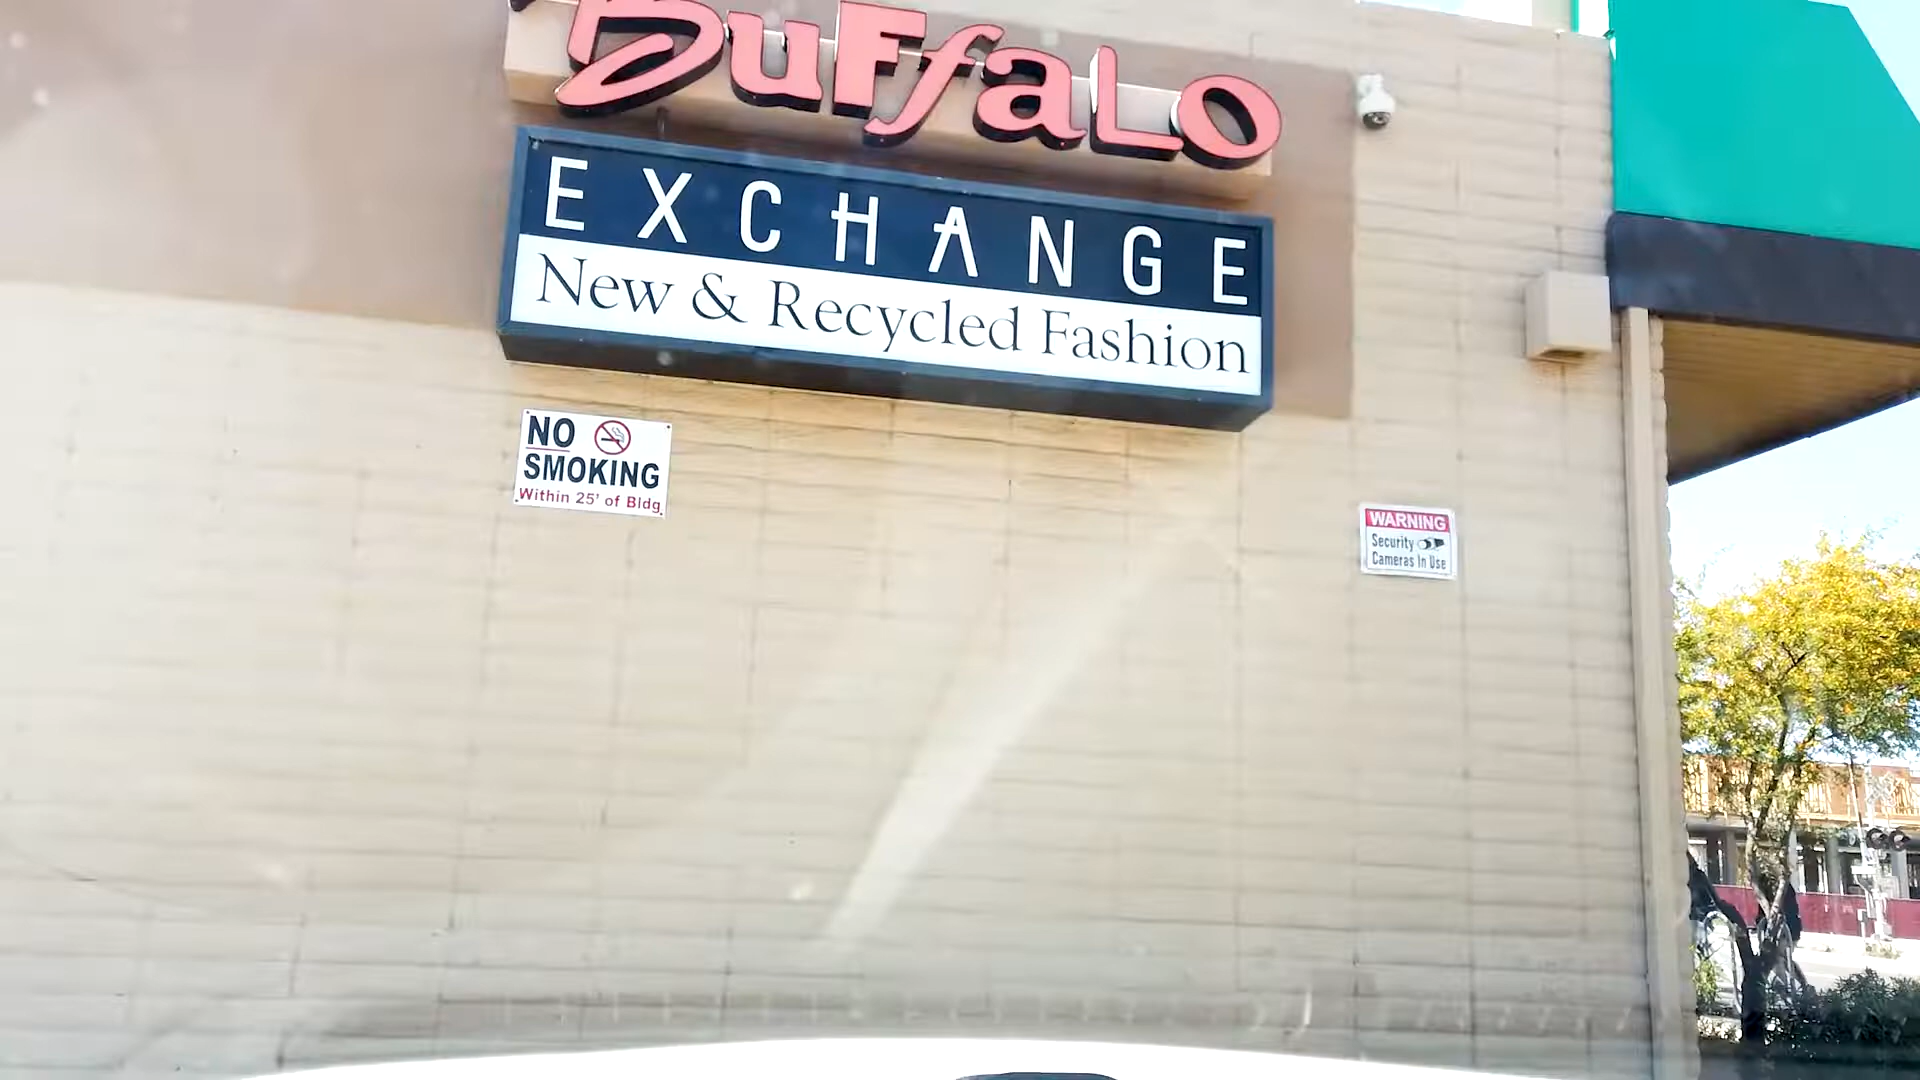 BuFfaLo
EXCHANGE
New & Recycled Fashion
NO
SMOKING
Within 25' of Bldg.
WARNING
Security
Cameras In Use